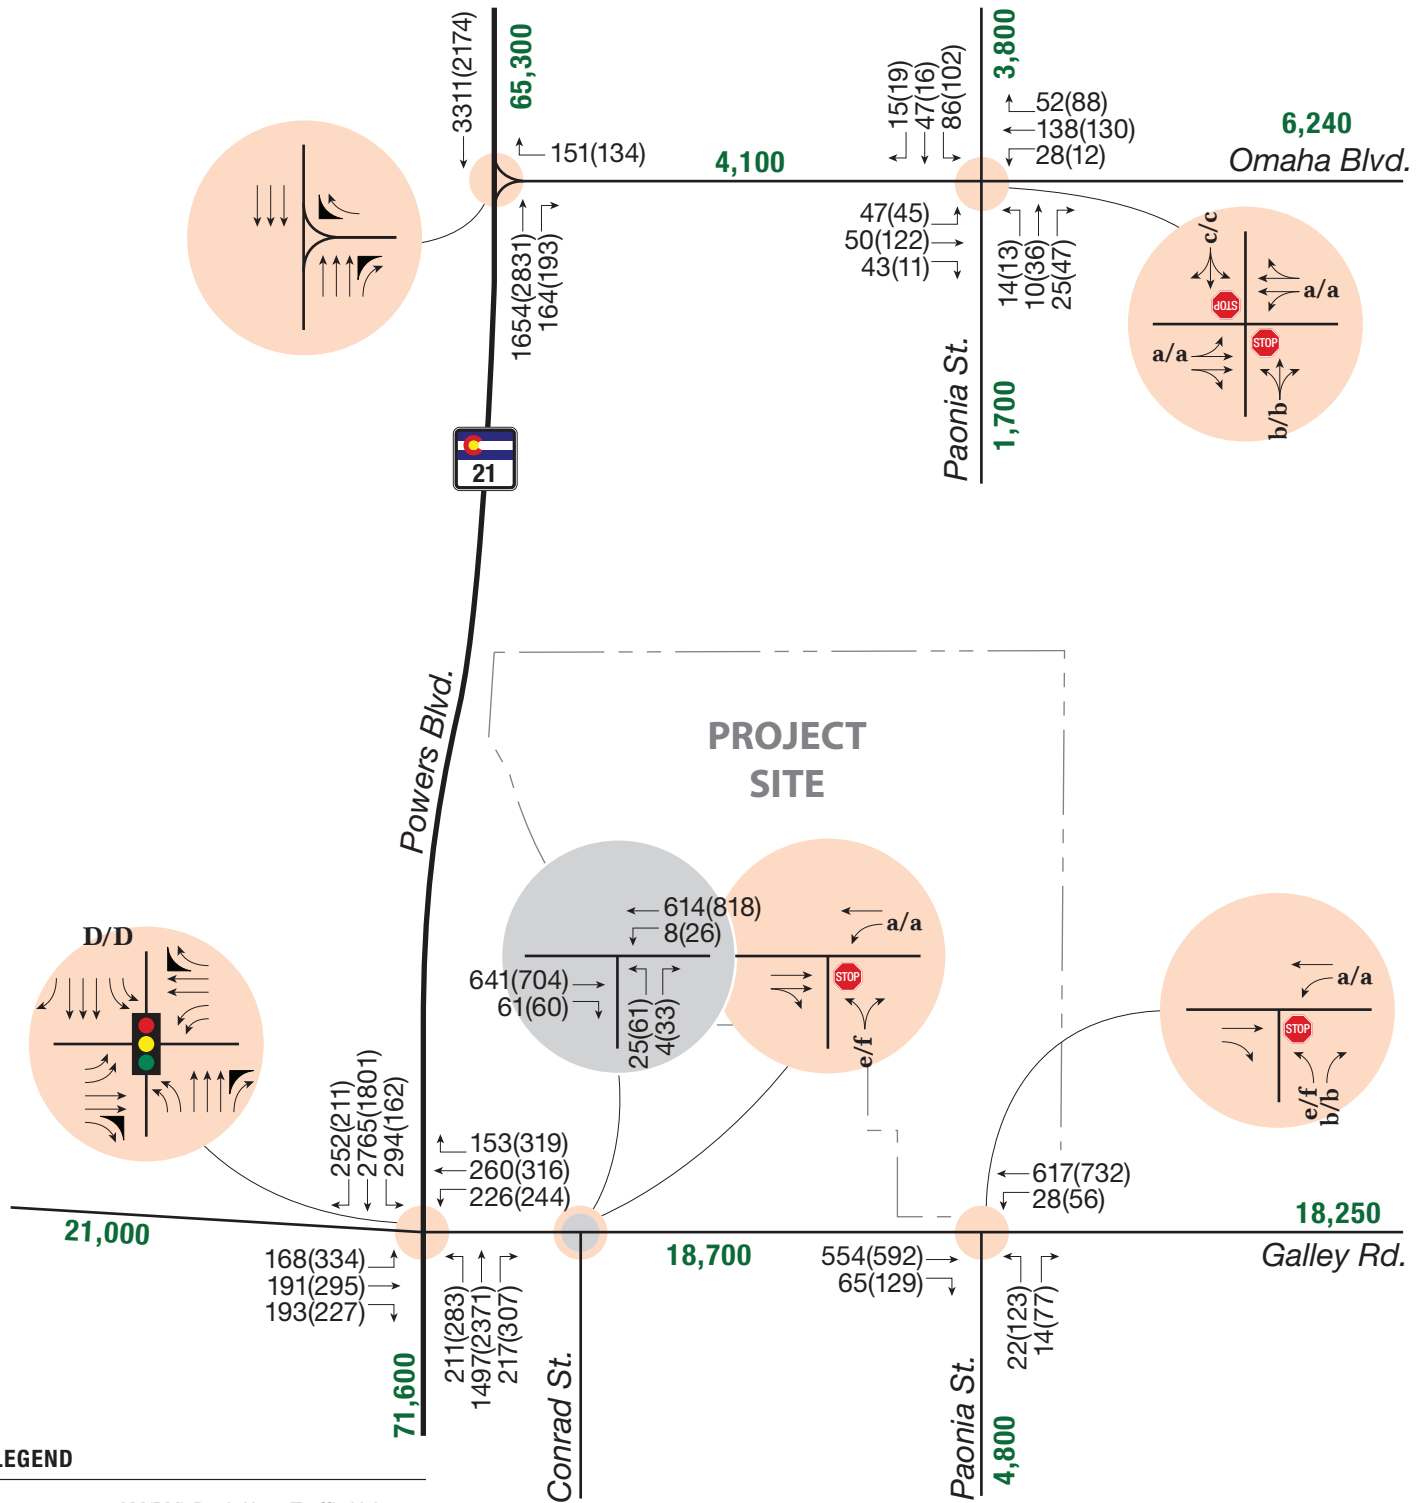 3311(2174)
65,300
151(134)
4,100
15(19)
47(16)
86(102)
3,800
52(88)
138(130)
28(12)
6,240
Omaha Blvd.
1654(2831)
164(193)
47(45)
50(122)
43(11)
14(13)
10(36)
25(47)
c/c
a/a
STOP
a/a
STOP
b/b
Paonia St.
1,700
21
Powers Blvd.
PROJECT
SITE
614(818)
8(26)
641(704)
61(60)
25(61)
4(33)
a/a
STOP
e/f
a/a
STOP
e/f
b/b
D/D
252(211)
2765(1801)
294(162)
153(319)
260(316)
226(244)
21,000
168(334)
191(295)
193(227)
211(283)
1497(2371)
217(307)
71,600
18,700
Conrad St.
617(732)
28(56)
554(592)
65(129)
22(123)
14(77)
18,250
Galley Rd.
Paonia St.
4,800
LEGEND